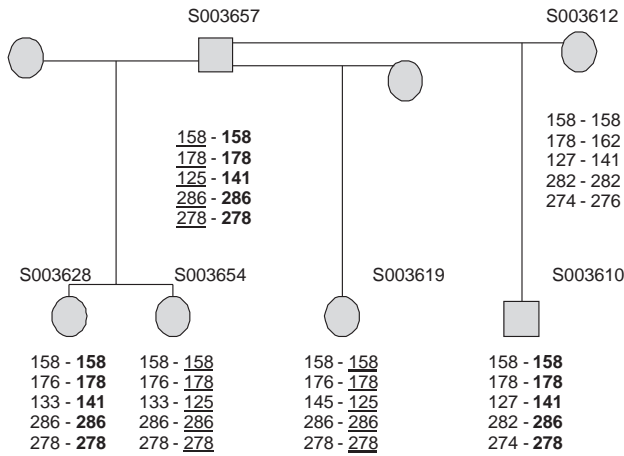 S003657
S003612
158 - 158
178 - 178
125 - 141
286 - 286
278 - 278
158 - 158
178 - 162
127 - 141
282 - 282
274 - 276
S003628
S003654
S003619
S003610
158 - 158
176 - 178
133 - 141
286 - 286
278 - 278
158 - 158
176 - 178
133 - 125
286 - 286
278 - 278
158 - 158
176 - 178
145 - 125
286 - 286
278 - 278
158 - 158
178 - 178
127 - 141
282 - 286
274 - 278